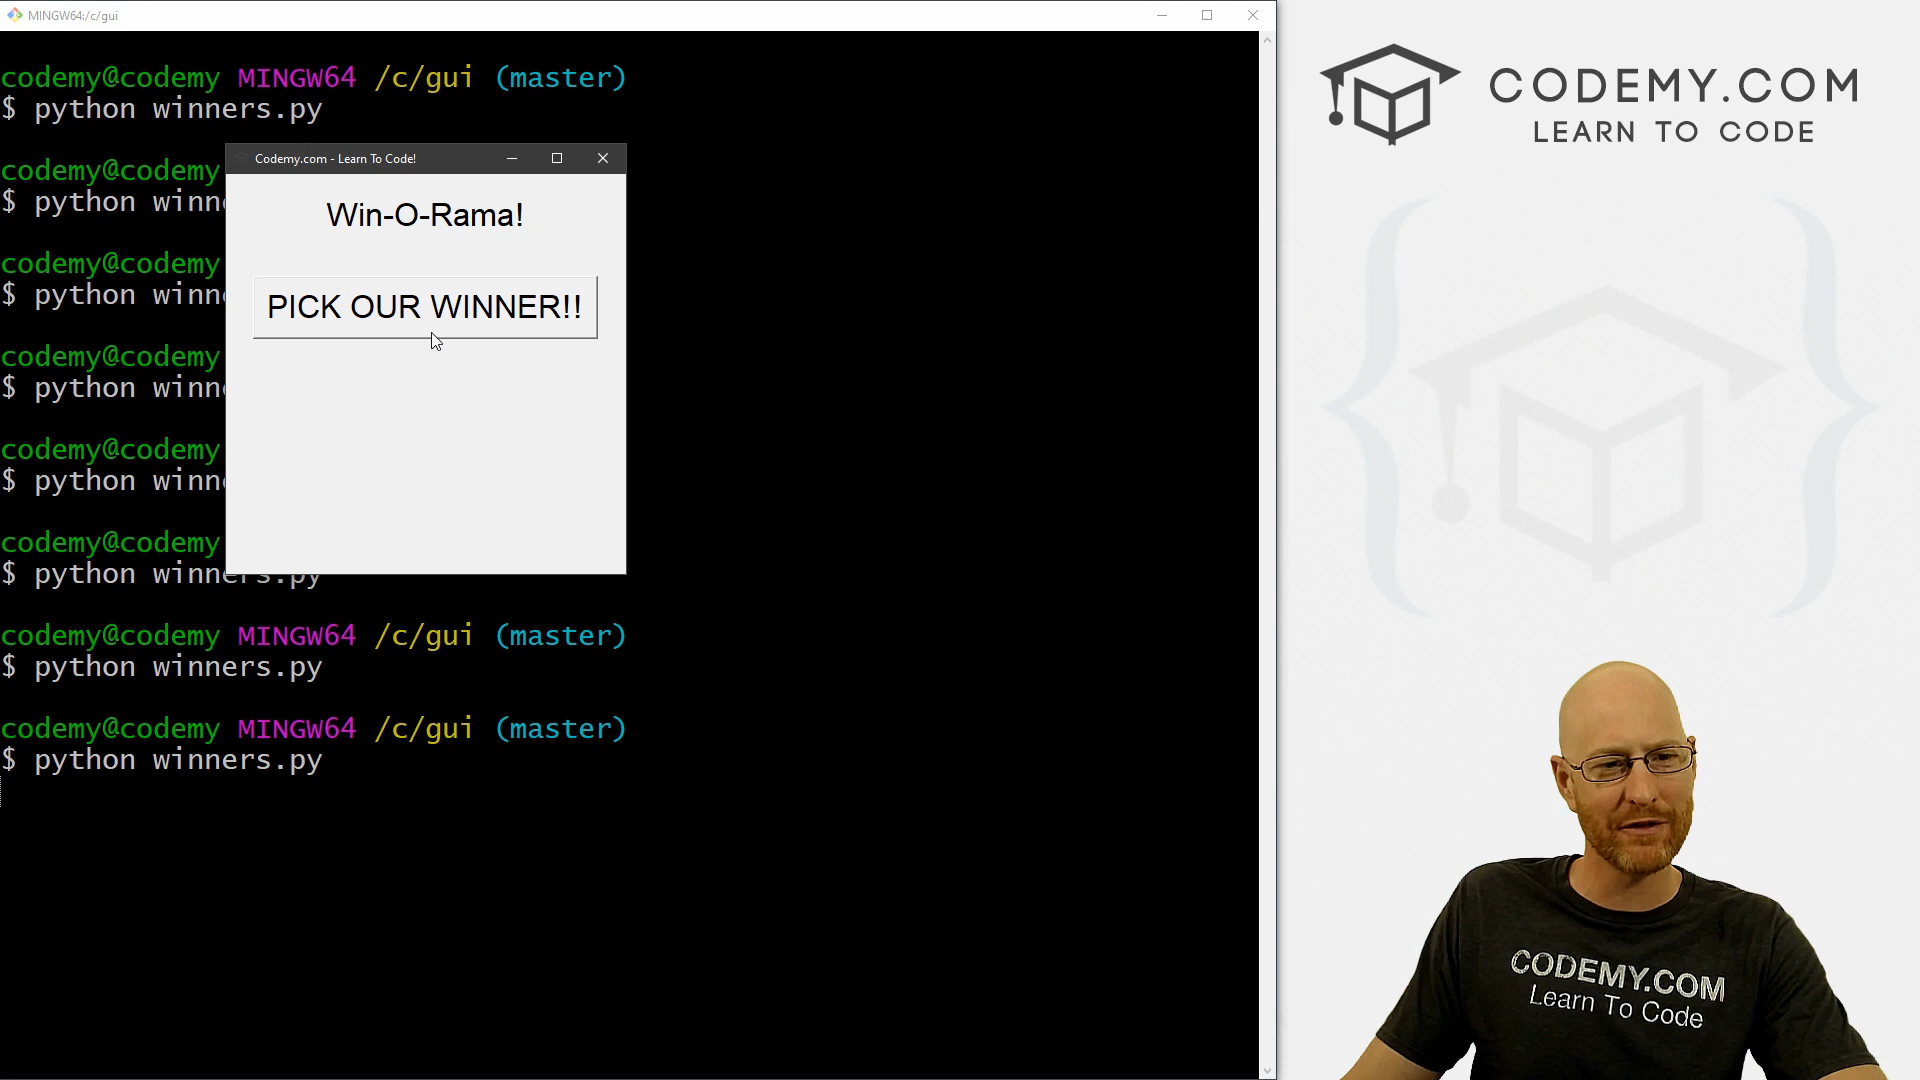 MINGW64:/c/gui
codemy@codemy MINGW64 /c/gui (master)
$ python winners.py
codemy@codemy
$ python winn
codemy@codemy
$ python winn
codemy@codemy
$ python winn
codemy@codemy
$ python winn
codemy@codemy
$ python winners.py
codemy@codemy MINGW64 /c/gui (master)
$ python winners.py
codemy@codemy MINGW64 /c/gui (master)
$ python winners.py
Codemy.com - Learn To Code!
Win-O-Rama!
PICK OUR WINNER!!
CODEMY.COM
LEARN TO CODE
CODEMY.COM
Learn To Code